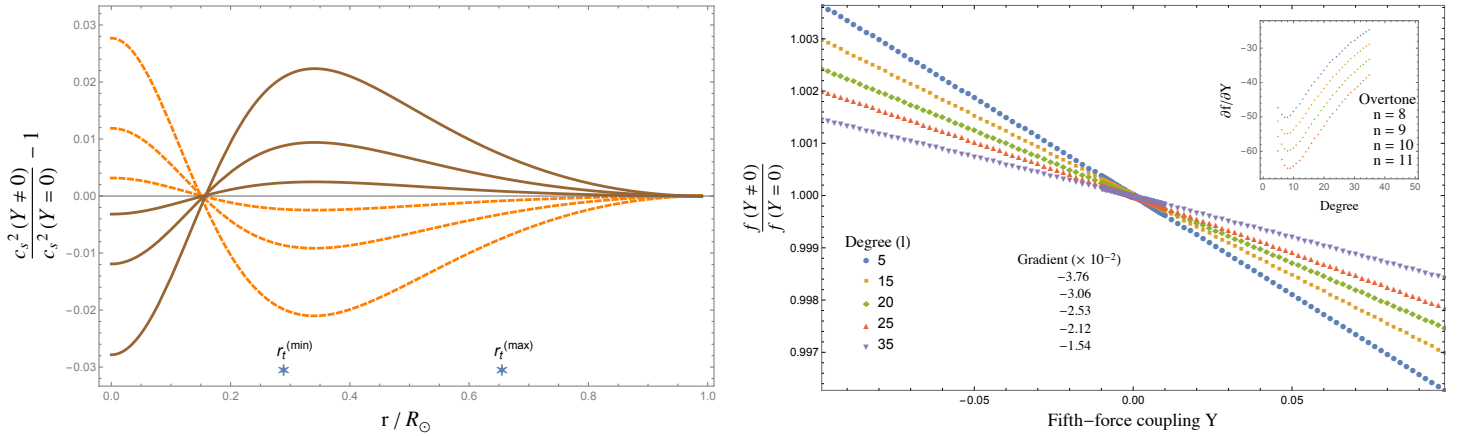 0.03
0.02
0.01
0.00
−0.01
−0.02
−0.03
c_s² (Y ≠ 0)
c_s² (Y = 0)
− 1
r_t^(min)
r_t^(max)
0.0
0.2
0.4
0.6
0.8
1.0
r / R_⊙
1.003
1.002
1.001
1.000
0.999
0.998
0.997
f (Y ≠ 0)
f (Y = 0)
Degree (l)
5
15
20
25
35
Gradient (× 10⁻²)
−3.76
−3.06
−2.53
−2.12
−1.54
−0.05
0.00
0.05
Fifth−force coupling Y
−30
−40
−50
−60
∂f/∂Y
Overtone
n = 8
n = 9
n = 10
n = 11
0
10
20
30
40
50
Degree